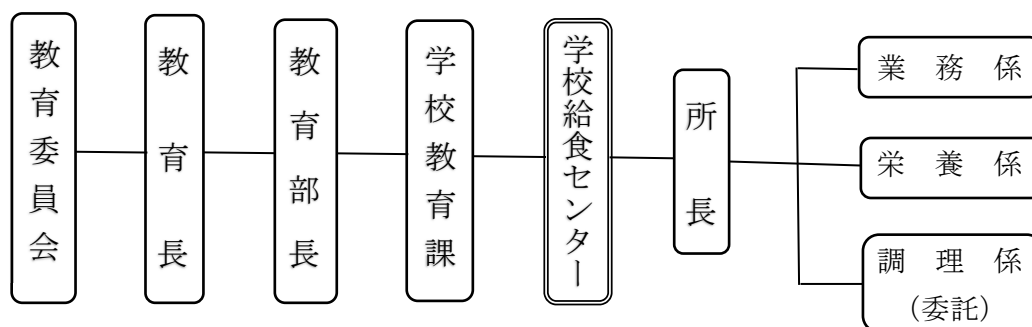 教育委員会
教育長
教育部長
学校教育課
学校給食センター
所長
業務係
栄養係
調理係
（委託）